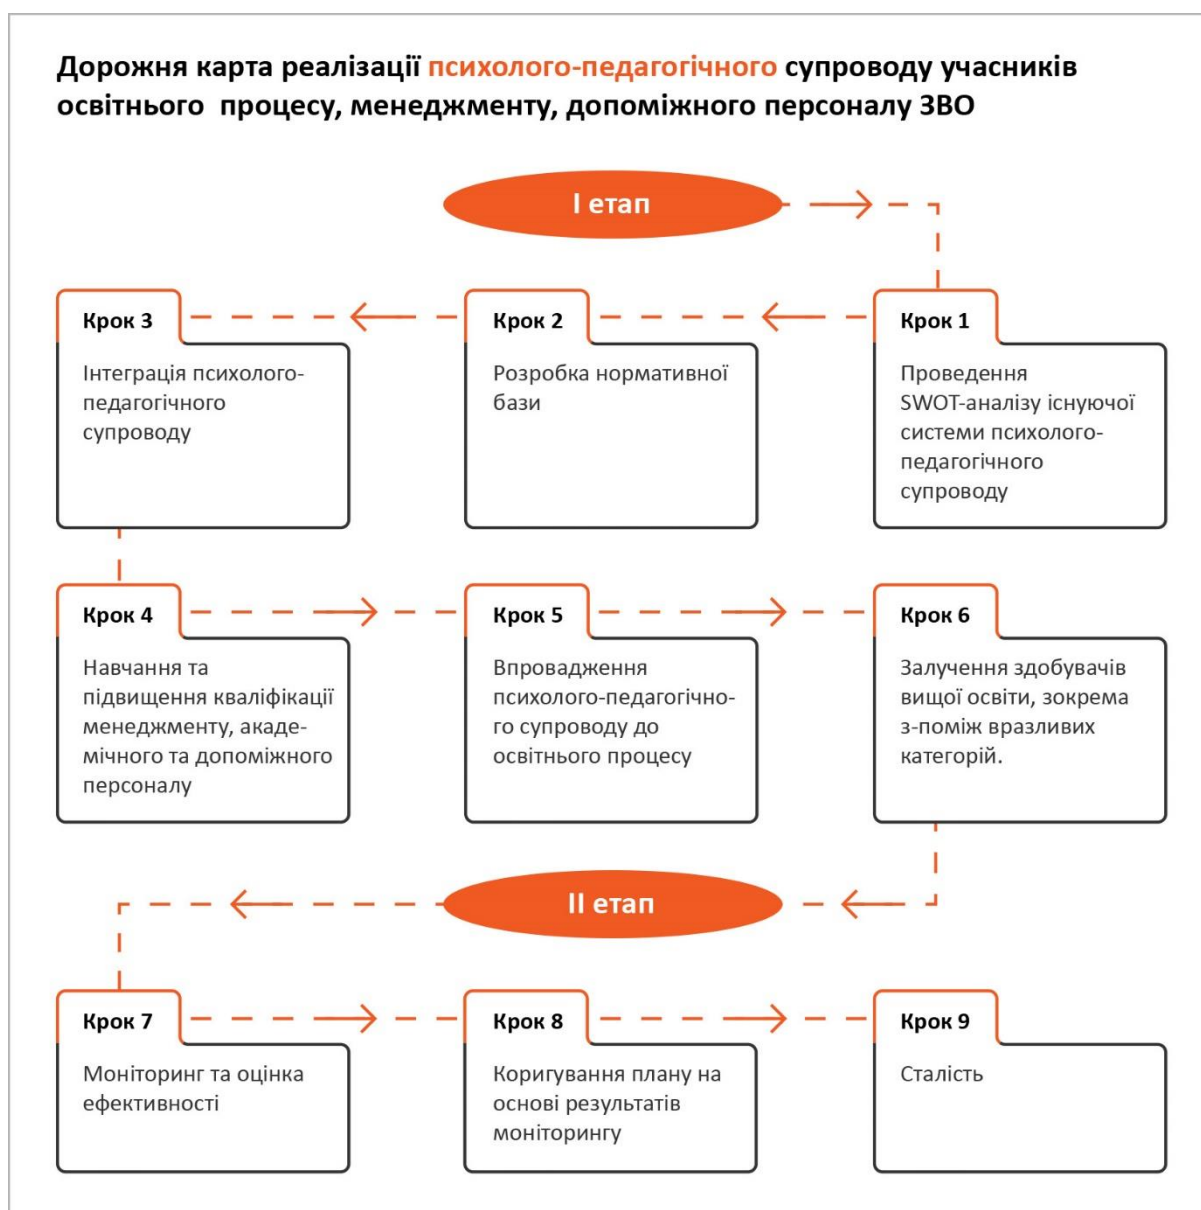 Дорожня карта реалізації психолого-педагогічного супроводу учасників
освітнього процесу, менеджменту, допоміжного персоналу ЗВО
І етап
Крок 1
Проведення
SWOT-аналізу існуючої
системи психолого-
педагогічного
супроводу
Крок 2
Розробка нормативної
бази
Крок 3
Інтеграція психолого-
педагогічного
супроводу
Крок 4
Навчання та
підвищення кваліфікації
менеджменту, акаде-
мічного та допоміжного
персоналу
Крок 5
Впровадження
психолого-педагогічно-
го супроводу до
освітнього процесу
Крок 6
Залучення здобувачів
вищої освіти, зокрема
з-поміж вразливих
категорій.
ІІ етап
Крок 7
Моніторинг та оцінка
ефективності
Крок 8
Коригування плану на
основі результатів
моніторингу
Крок 9
Сталість